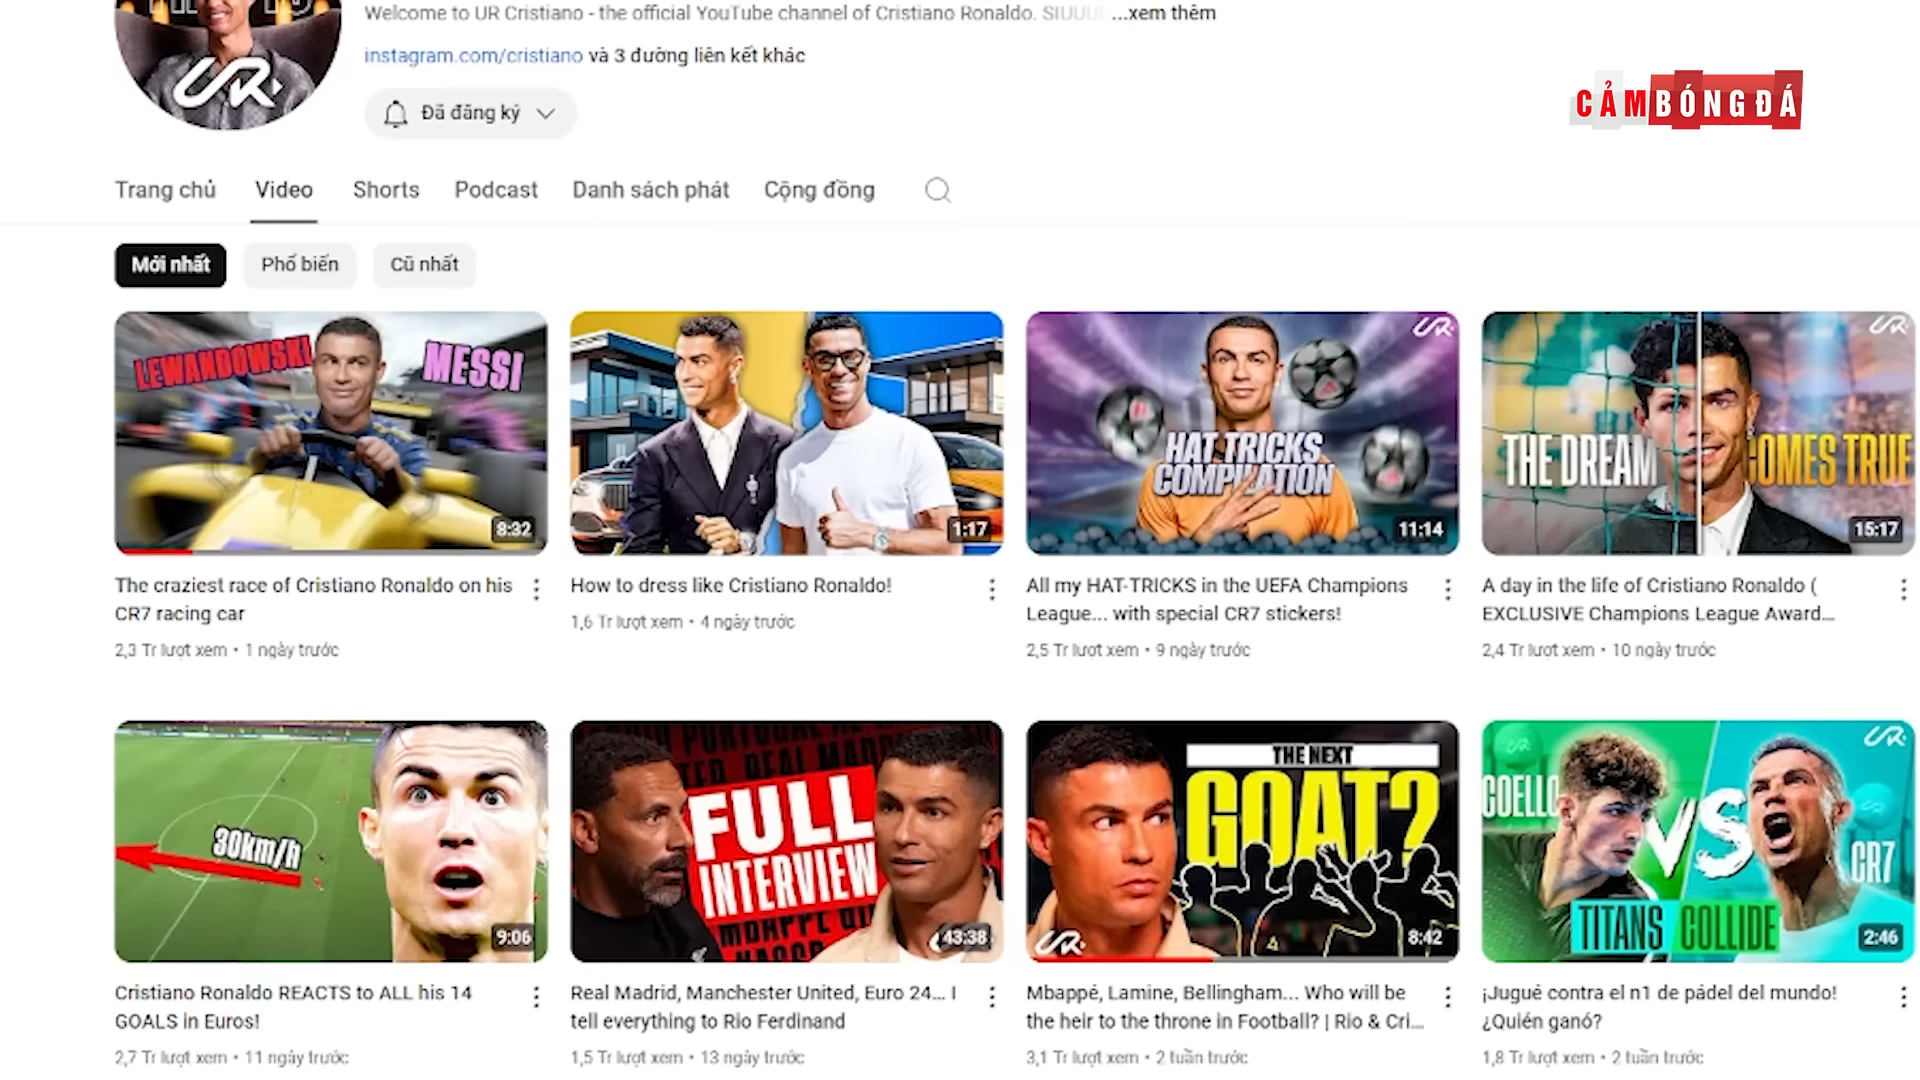 Welcome to UR Cristiano - the official YouTube channel of Cristiano Ronaldo. SIUUU ...xem thêm
instagram.com/cristiano và 3 đường liên kết khác
UR
Đã đăng ký
CẢMBÓNGĐÁ
Trang chủ Video Shorts Podcast Danh sách phát Cộng đồng
Mới nhất Phổ biến Cũ nhất
LEWANDOWSKI MESSI
8:32
1:17
UR
HAT TRICKS
COMPILATION
11:14
UR
THE DREAM COMES TRUE
15:17
The craziest race of Cristiano Ronaldo on his
CR7 racing car
2,3 Tr lượt xem • 1 ngày trước
How to dress like Cristiano Ronaldo!
1,6 Tr lượt xem • 4 ngày trước
All my HAT-TRICKS in the UEFA Champions
League... with special CR7 stickers!
2,5 Tr lượt xem • 9 ngày trước
A day in the life of Cristiano Ronaldo (
EXCLUSIVE Champions League Award...
2,4 Tr lượt xem • 10 ngày trước
30km/h
9:06
FULL
INTERVIEW
43:38
THE NEXT
GOAT?
UR
8:42
UR
COELLO VS CR7
TITANS COLLIDE
2:46
Cristiano Ronaldo REACTS to ALL his 14
GOALS in Euros!
2,7 Tr lượt xem • 11 ngày trước
Real Madrid, Manchester United, Euro 24... I
tell everything to Rio Ferdinand
1,5 Tr lượt xem • 13 ngày trước
Mbappé, Lamine, Bellingham... Who will be
the heir to the throne in Football? | Rio & Cri...
3,1 Tr lượt xem • 2 tuần trước
¡Jugué contra el n1 de pádel del mundo!
¿Quién ganó?
1,8 Tr lượt xem • 2 tuần trước